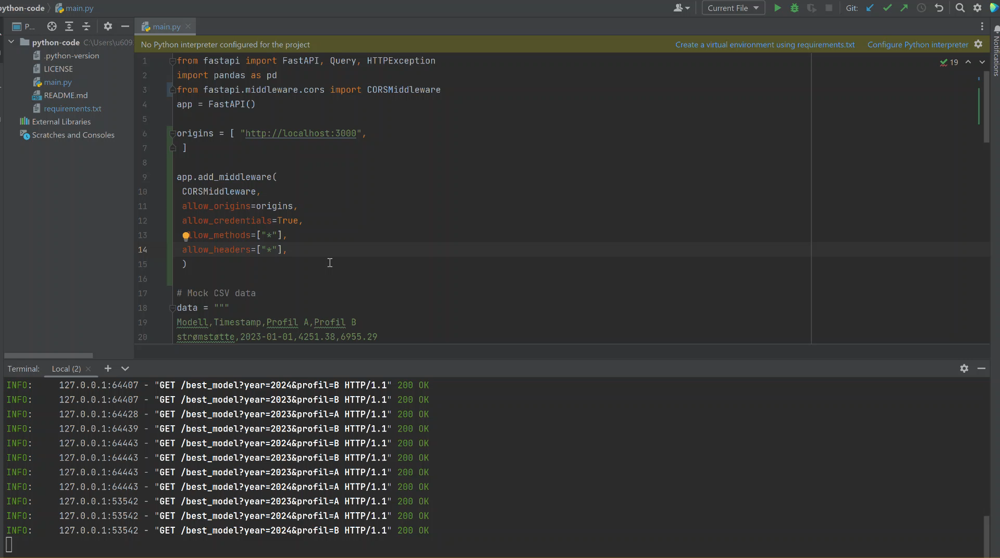 python-code
main.py
Current File
Git:
P...
main.py
python-code C:\Users\u609
.python-version
LICENSE
main.py
README.md
requirements.txt
External Libraries
Scratches and Consoles
No Python interpreter configured for the project
Create a virtual environment using requirements.txt
Configure Python interpreter
Notifications
19
1 from fastapi import FastAPI, Query, HTTPException
2 import pandas as pd
3 from fastapi.middleware.cors import CORSMiddleware
4 app = FastAPI()
5
6 origins = [ "http://localhost:3000",
7 ]
8
9 app.add_middleware(
10 CORSMiddleware,
11 allow_origins=origins,
12 allow_credentials=True,
13 llow_methods=["*"],
14 allow_headers=["*"],
15 )
16
17 # Mock CSV data
18 data = """
19 Modell,Timestamp,Profil A,Profil B
20 strømstøtte,2023-01-01,4251.38,6955.29
Terminal: Local (2)
INFO: 127.0.0.1:64407 - "GET /best_model?year=2024&profil=B HTTP/1.1" 200 OK
INFO: 127.0.0.1:64407 - "GET /best_model?year=2023&profil=B HTTP/1.1" 200 OK
INFO: 127.0.0.1:64428 - "GET /best_model?year=2023&profil=A HTTP/1.1" 200 OK
INFO: 127.0.0.1:64439 - "GET /best_model?year=2023&profil=B HTTP/1.1" 200 OK
INFO: 127.0.0.1:64443 - "GET /best_model?year=2024&profil=B HTTP/1.1" 200 OK
INFO: 127.0.0.1:64443 - "GET /best_model?year=2023&profil=B HTTP/1.1" 200 OK
INFO: 127.0.0.1:64443 - "GET /best_model?year=2023&profil=A HTTP/1.1" 200 OK
INFO: 127.0.0.1:64443 - "GET /best_model?year=2024&profil=A HTTP/1.1" 200 OK
INFO: 127.0.0.1:53542 - "GET /best_model?year=2023&profil=A HTTP/1.1" 200 OK
INFO: 127.0.0.1:53542 - "GET /best_model?year=2024&profil=A HTTP/1.1" 200 OK
INFO: 127.0.0.1:53542 - "GET /best_model?year=2024&profil=B HTTP/1.1" 200 OK